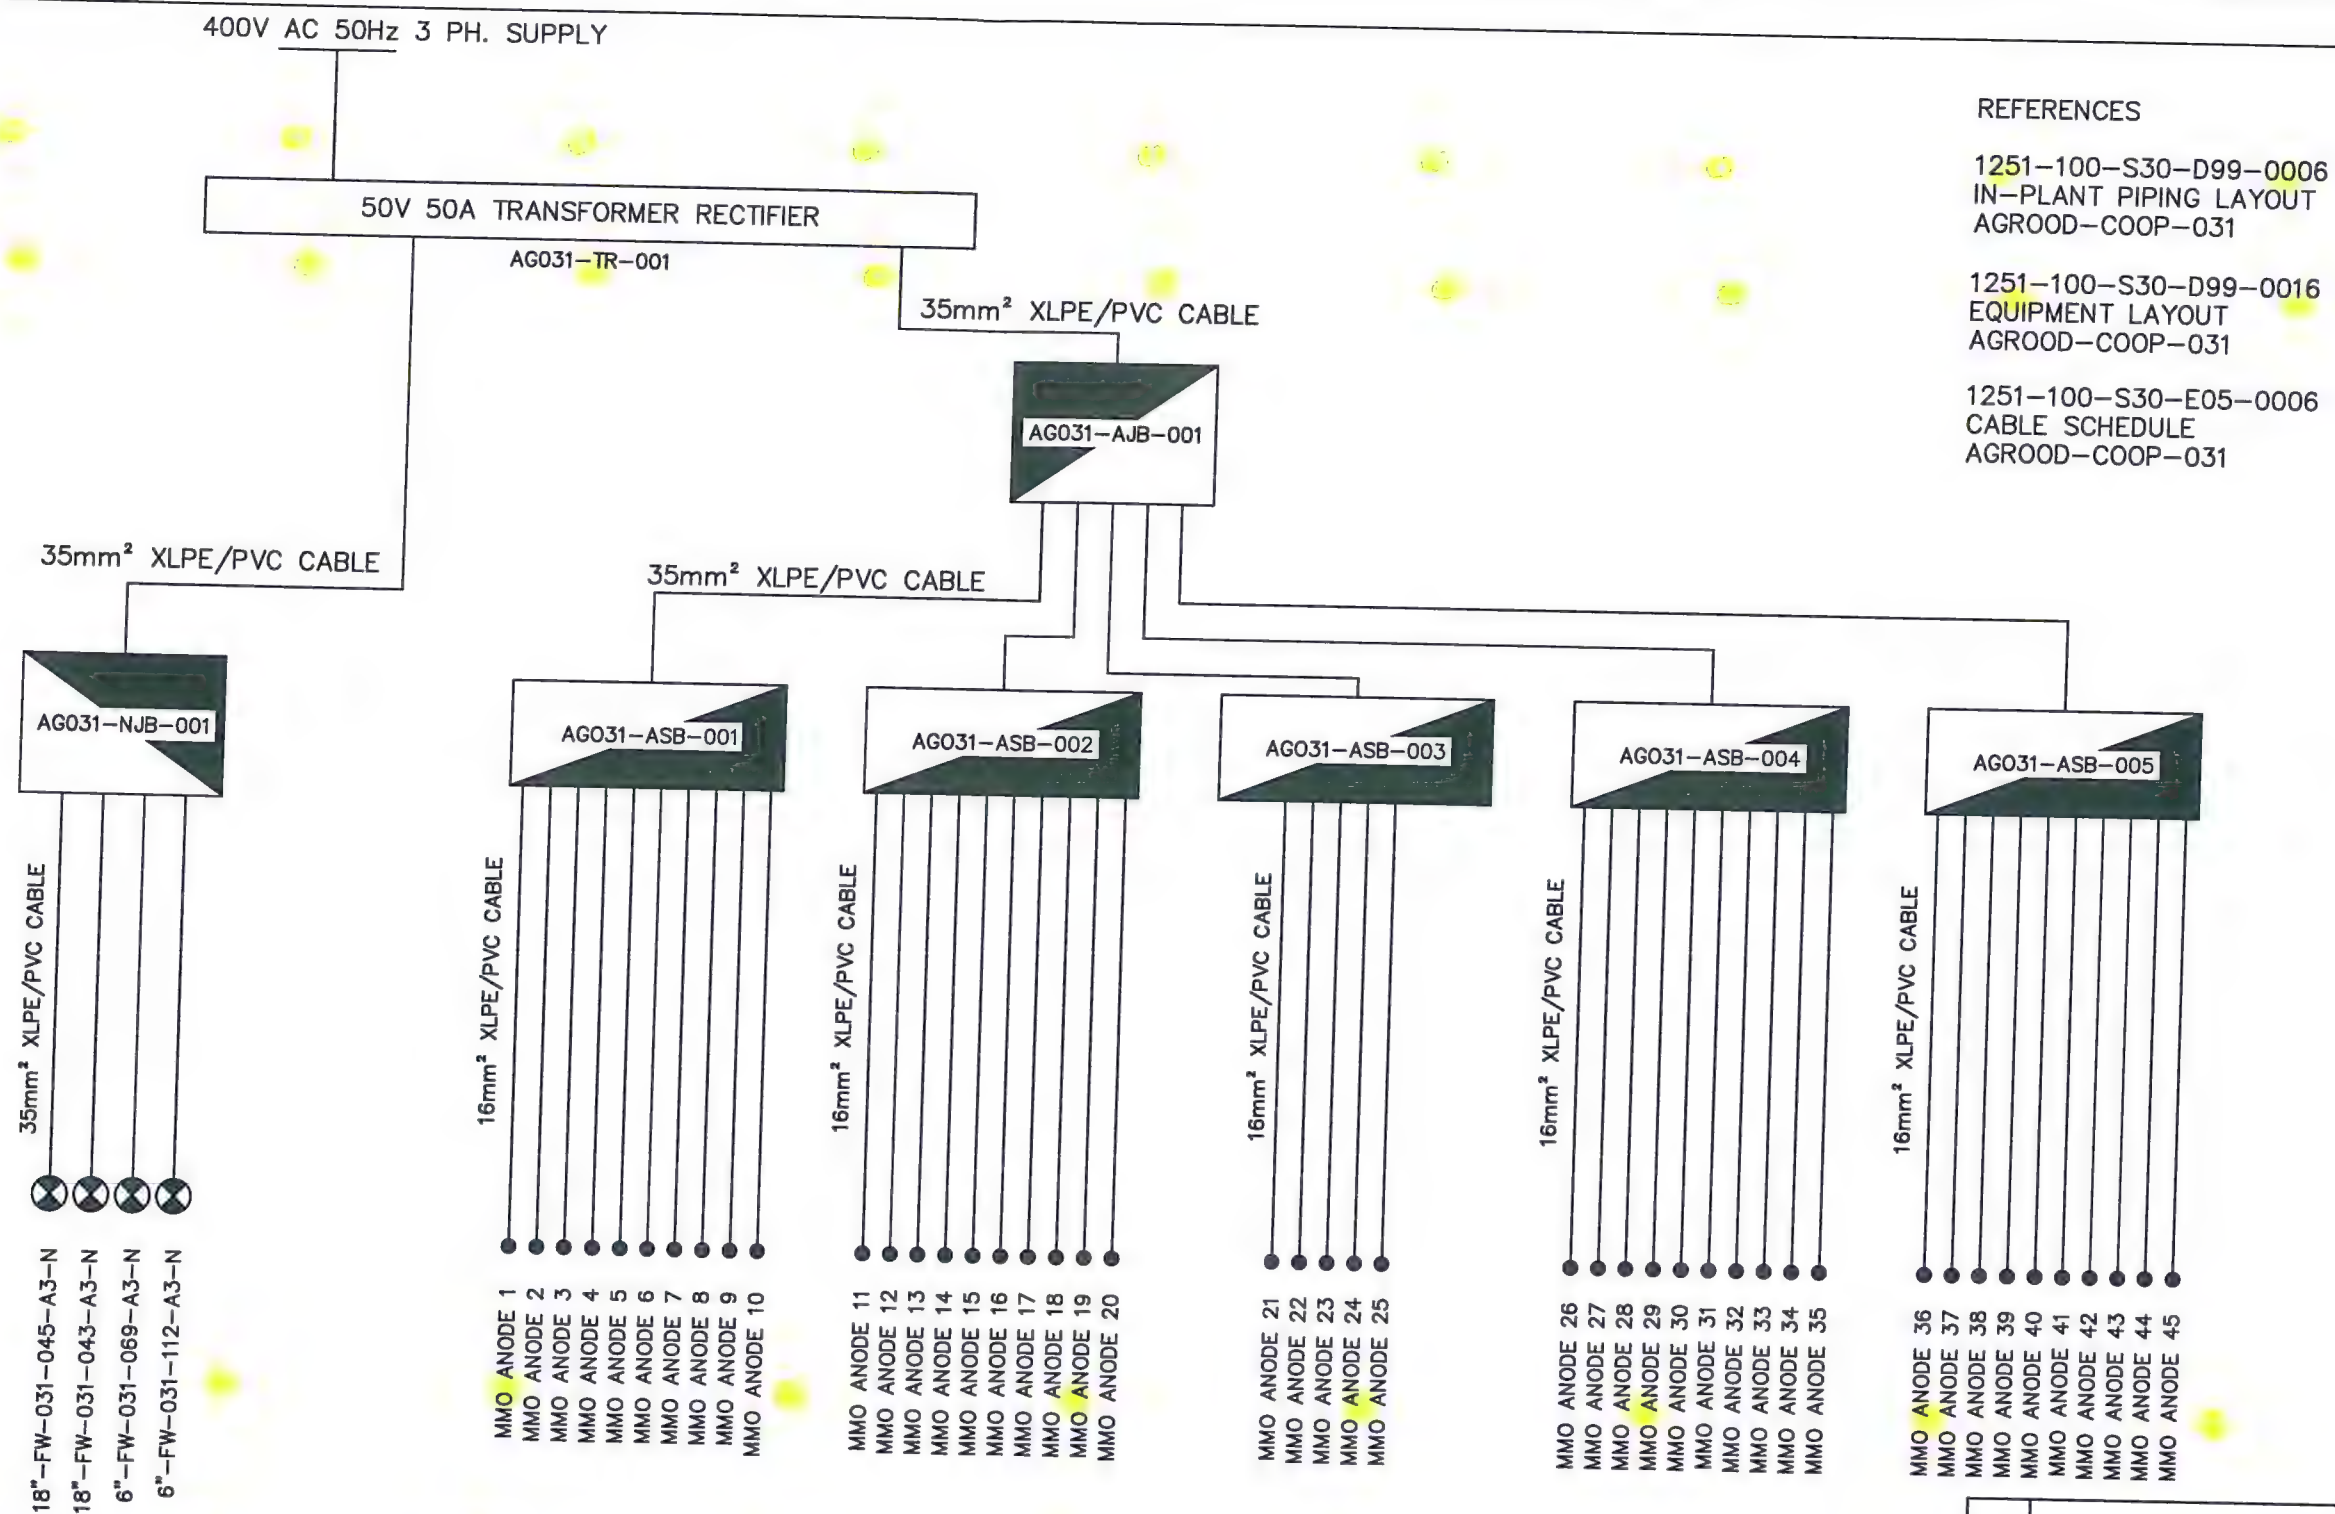 400V AC 50Hz 3 PH. SUPPLY
50V 50A TRANSFORMER RECTIFIER
AG031-TR-001
35mm² XLPE/PVC CABLE
REFERENCES
1251-100-S30-D99-0006
IN-PLANT PIPING LAYOUT
AGROOD-COOP-031
1251-100-S30-D99-0016
EQUIPMENT LAYOUT
AGROOD-COOP-031
1251-100-S30-E05-0006
CABLE SCHEDULE
AGROOD-COOP-031
AG031-AJB-001
35mm² XLPE/PVC CABLE
35mm² XLPE/PVC CABLE
AG031-NJB-001
AG031-ASB-001
AG031-ASB-002
AG031-ASB-003
AG031-ASB-004
AG031-ASB-005
35mm² XLPE/PVC CABLE
16mm² XLPE/PVC CABLE
16mm² XLPE/PVC CABLE
16mm² XLPE/PVC CABLE
16mm² XLPE/PVC CABLE
16mm² XLPE/PVC CABLE
18"-FW-031-045-A3-N
18"-FW-031-043-A3-N
6"-FW-031-069-A3-N
6"-FW-031-112-A3-N
MMO ANODE 1
MMO ANODE 2
MMO ANODE 3
MMO ANODE 4
MMO ANODE 5
MMO ANODE 6
MMO ANODE 7
MMO ANODE 8
MMO ANODE 9
MMO ANODE 10
MMO ANODE 11
MMO ANODE 12
MMO ANODE 13
MMO ANODE 14
MMO ANODE 15
MMO ANODE 16
MMO ANODE 17
MMO ANODE 18
MMO ANODE 19
MMO ANODE 20
MMO ANODE 21
MMO ANODE 22
MMO ANODE 23
MMO ANODE 24
MMO ANODE 25
MMO ANODE 26
MMO ANODE 27
MMO ANODE 28
MMO ANODE 29
MMO ANODE 30
MMO ANODE 31
MMO ANODE 32
MMO ANODE 33
MMO ANODE 34
MMO ANODE 35
MMO ANODE 36
MMO ANODE 37
MMO ANODE 38
MMO ANODE 39
MMO ANODE 40
MMO ANODE 41
MMO ANODE 42
MMO ANODE 43
MMO ANODE 44
MMO ANODE 45